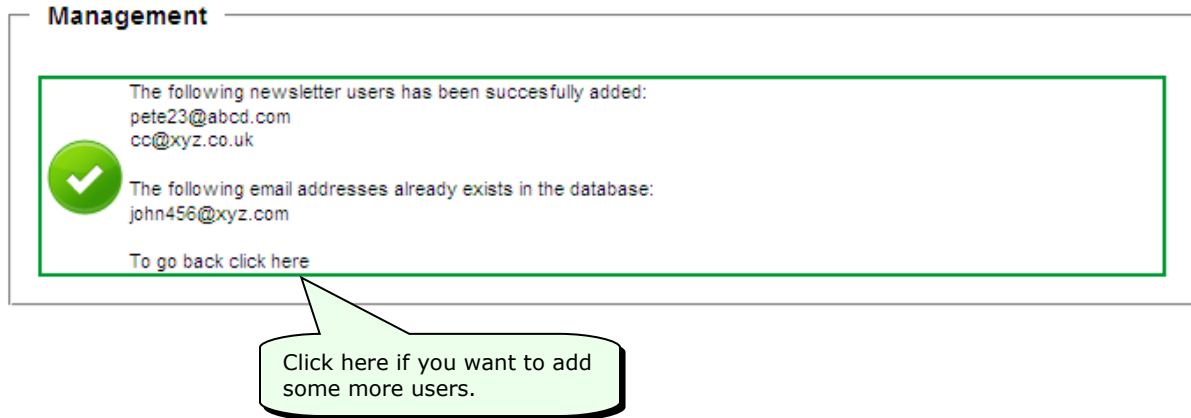 Management
The following newsletter users has been succesfully added:
pete23@abcd.com
cc@xyz.co.uk
The following email addresses already exists in the database:
john456@xyz.com
To go back click here
Click here if you want to add
some more users.